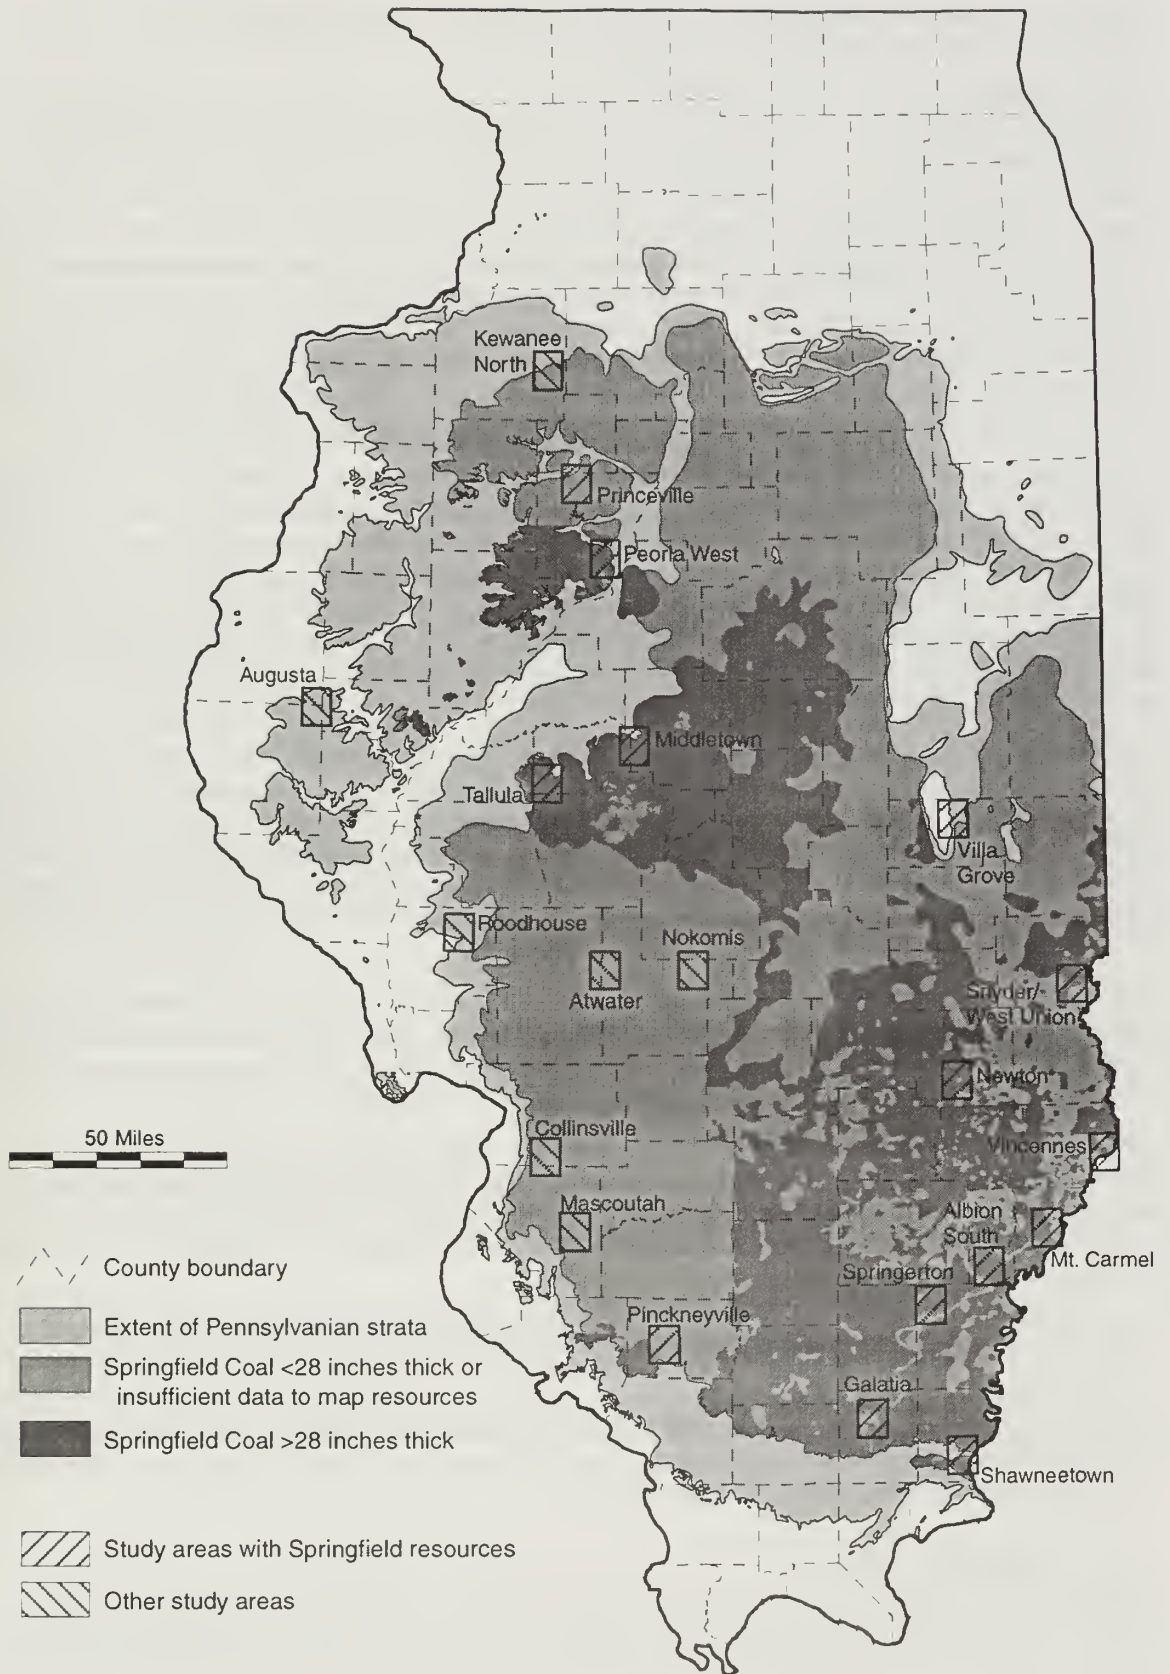 Kewanee
North
Princeville
Peoria West
Augusta
Middletown
Tallula
Villa
Grove
Roodhouse
Nokomis
Atwater
Snyder/
West Union
Newton
50 Miles
Collinsville
Vincennes
Mascoutah
Albion
South
Mt. Carmel
Springerton
Pinckneyville
Galatia
Shawneetown
County boundary
Extent of Pennsylvanian strata
Springfield Coal <28 inches thick or
insufficient data to map resources
Springfield Coal >28 inches thick
Study areas with Springfield resources
Other study areas